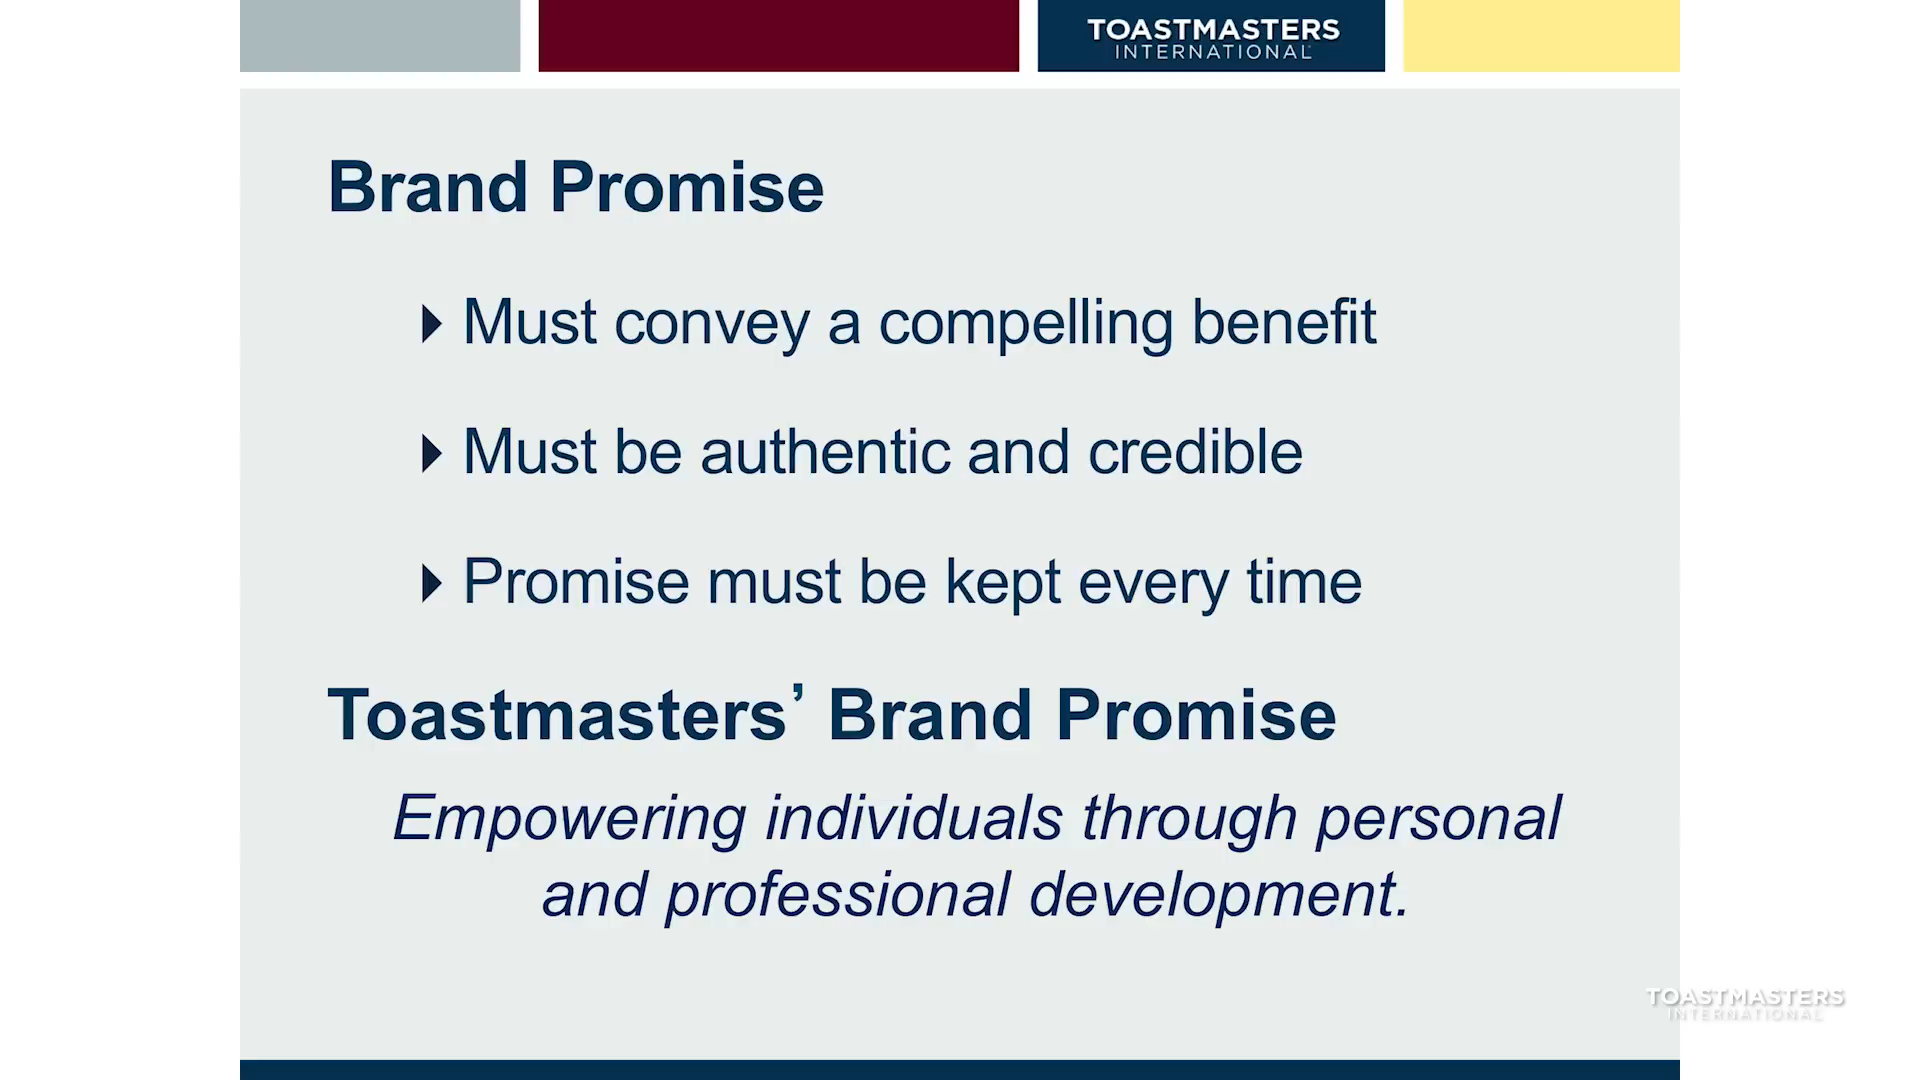 TOASTMASTERS
INTERNATIONAL
Brand Promise
Must convey a compelling benefit
Must be authentic and credible
Promise must be kept every time
Toastmasters’ Brand Promise
Empowering individuals through personal
and professional development.
TOASTMASTERS
INTERNATIONAL